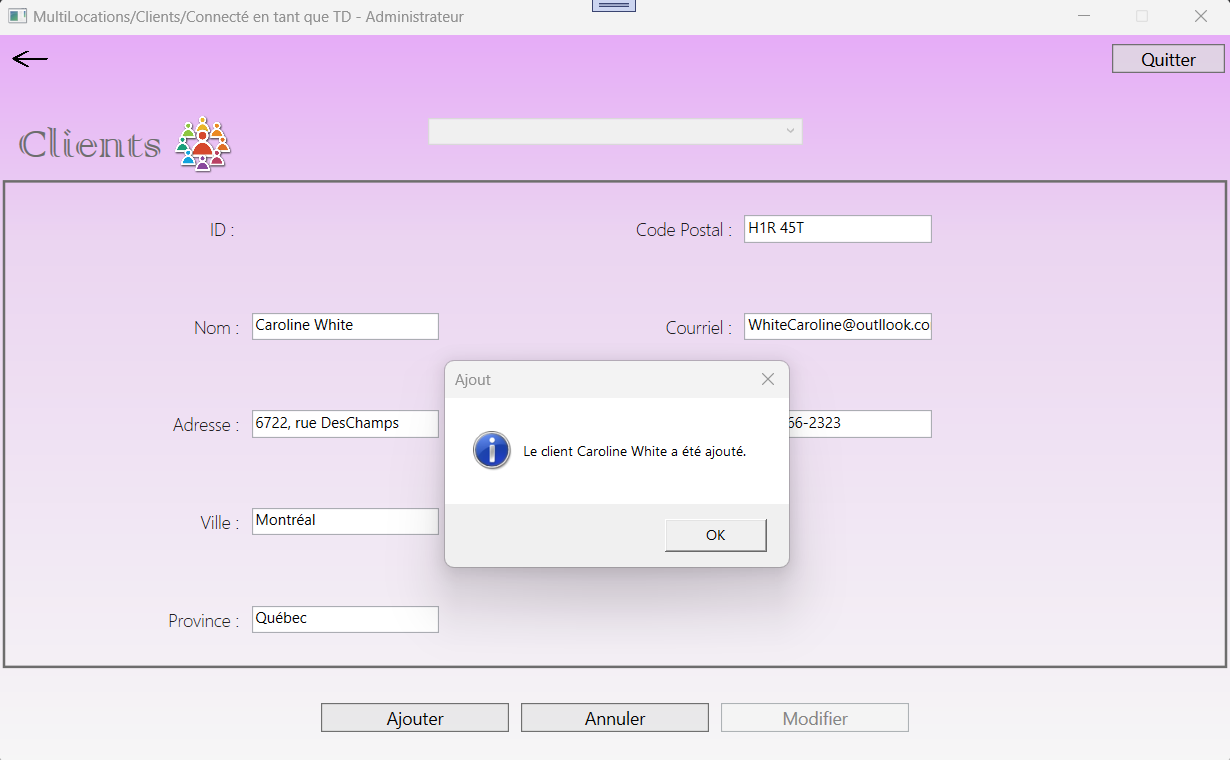 MultiLocations/Clients/Connecté en tant que TD - Administrateur
Quitter
Clients
ID :
Code Postal : H1R 45T
Nom : Caroline White
Courriel : WhiteCaroline@outllook.co
Ajout
Adresse : 6722, rue DesChamps
66-2323
Le client Caroline White a été ajouté.
Ville : Montréal
OK
Province : Québec
Ajouter
Annuler
Modifier